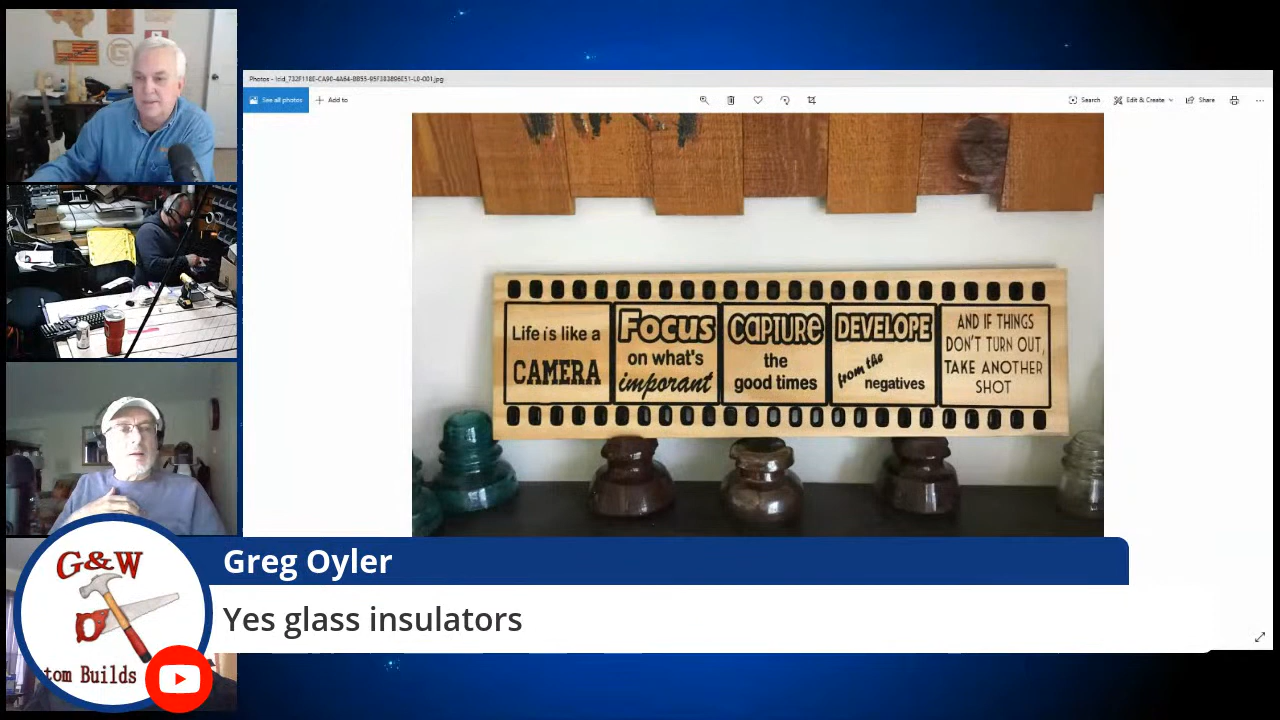 See all photos
Add to
Search
Edit & Create
Share
Life is like a
CAMERA
Focus
on what's
imporant
CAPTURE
the
good times
DEVELOPE
from the
negatives
AND IF THINGS
DON'T TURN OUT,
TAKE ANOTHER
SHOT
Greg Oyler
Yes glass insulators
G&W
tom Builds